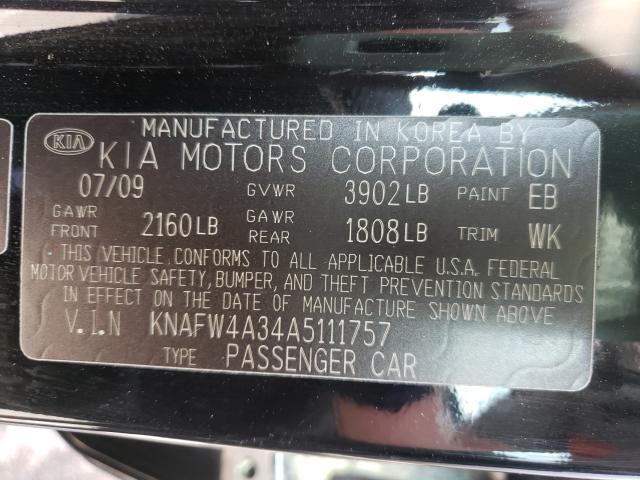 MANUFACTURED IN KOREA BY
KIA KIA MOTORS CORPORATION
07/09 GVWR 3902LB PAINT EB
GAWR FRONT 2160LB GAWR REAR 1808LB TRIM WK
THIS VEHICLE CONFORMS TO ALL APPLICABLE U.S.A. FEDERAL
MOTOR VEHICLE SAFETY, BUMPER, AND THEFT PREVENTION STANDARDS
IN EFFECT ON THE DATE OF MANUFACTURE SHOWN ABOVE
V.I.N KNAFW4A34A5111757
TYPE PASSENGER CAR